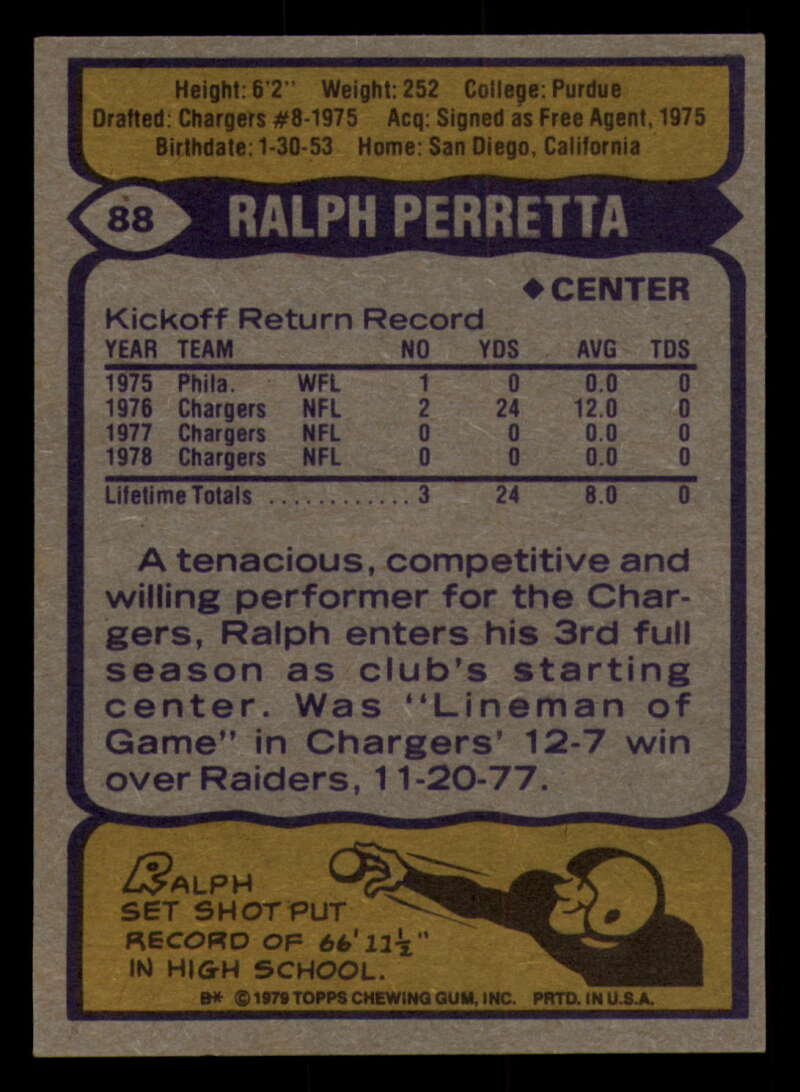 Height: 6'2" Weight: 252 College: Purdue
Drafted: Chargers #8-1975 Acq: Signed as Free Agent, 1975
Birthdate: 1-30-53 Home: San Diego, California
88 RALPH PERRETTA
◆ CENTER
Kickoff Return Record
YEAR TEAM NO YDS AVG TDS
1975 Phila. WFL 1 0 0.0 0
1976 Chargers NFL 2 24 12.0 0
1977 Chargers NFL 0 0 0.0 0
1978 Chargers NFL 0 0 0.0 0
Lifetime Totals ............ 3 24 8.0 0
A tenacious, competitive and
willing performer for the Char-
gers, Ralph enters his 3rd full
season as club's starting
center. Was "Lineman of
Game" in Chargers' 12-7 win
over Raiders, 11-20-77.
RALPH
SET SHOT PUT
RECORD OF 66' 11½"
IN HIGH SCHOOL.
B* © 1979 TOPPS CHEWING GUM, INC. PRTD. IN U.S.A.